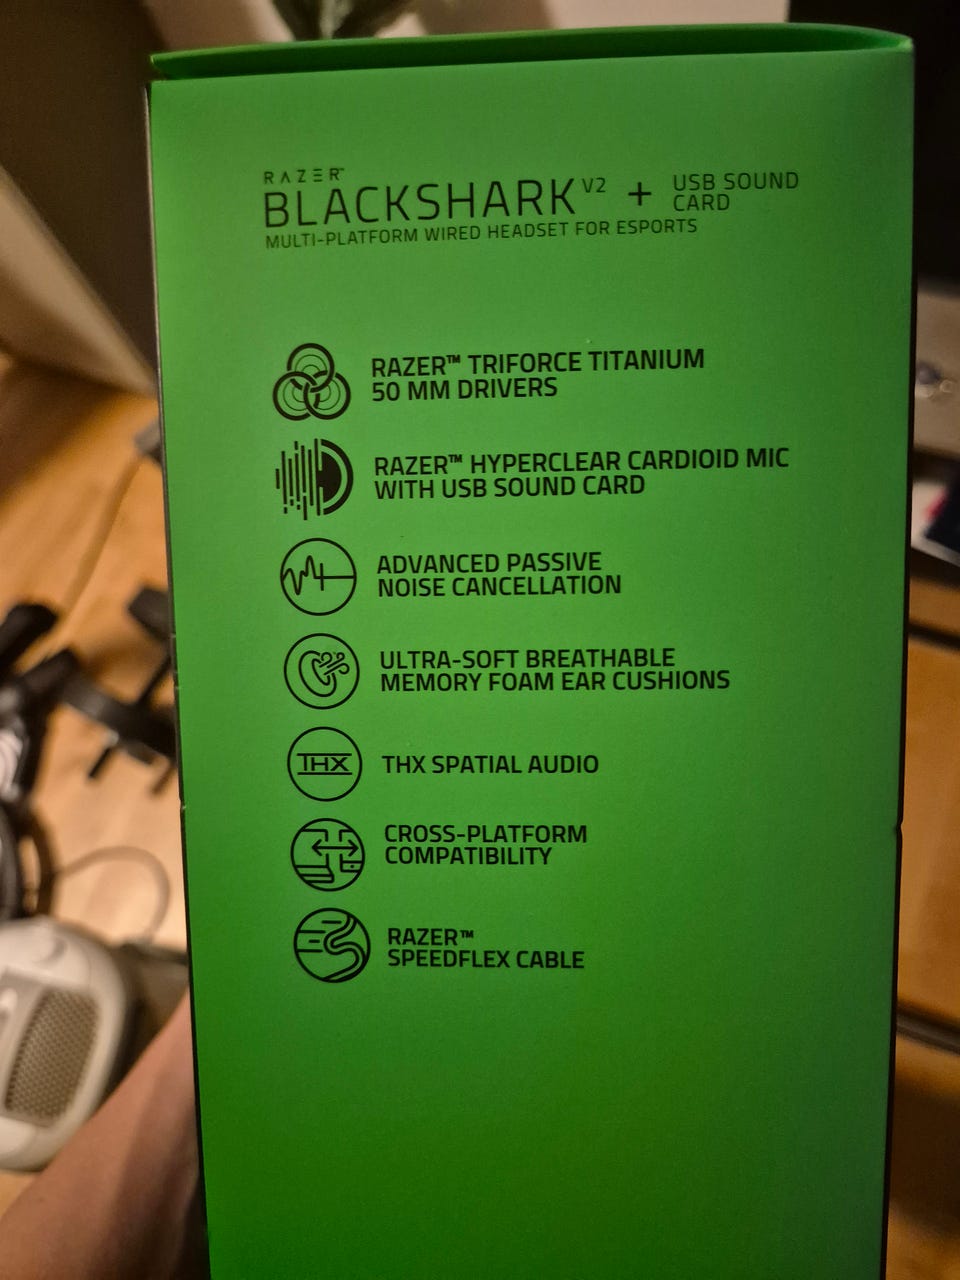 RAZER™
BLACKSHARK V2 + USB SOUND CARD
MULTI-PLATFORM WIRED HEADSET FOR ESPORTS
RAZER™ TRIFORCE TITANIUM
50 MM DRIVERS
RAZER™ HYPERCLEAR CARDIOID MIC
WITH USB SOUND CARD
ADVANCED PASSIVE
NOISE CANCELLATION
ULTRA-SOFT BREATHABLE
MEMORY FOAM EAR CUSHIONS
THX
THX SPATIAL AUDIO
CROSS-PLATFORM
COMPATIBILITY
RAZER™
SPEEDFLEX CABLE